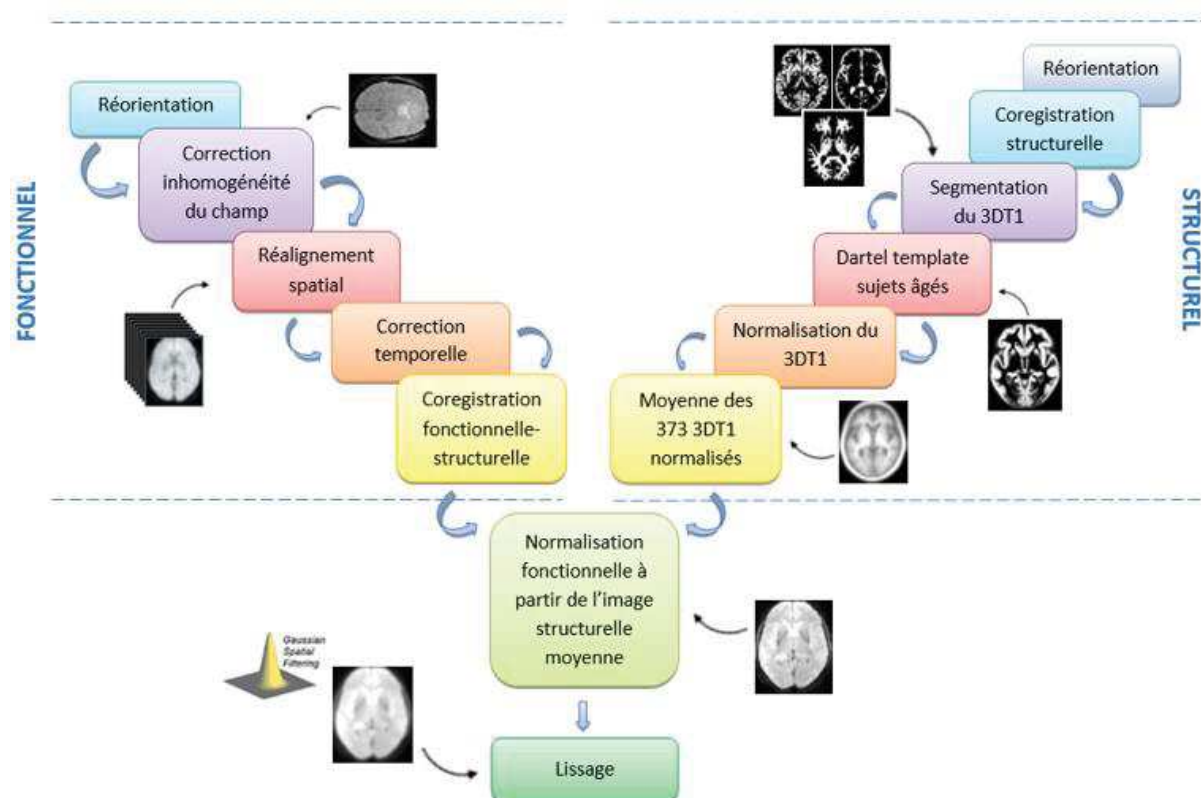 FONCTIONNEL
Réorientation
Correction
inhomogénéité
du champ
Réalignement
spatial
Correction
temporelle
Coregistration
fonctionnelle-
structurelle
STRUCTUREL
Réorientation
Coregistration
structurelle
Segmentation
du 3DT1
Dartel template
sujets âgés
Normalisation du
3DT1
Moyenne des
373 3DT1
normalisés
Normalisation
fonctionnelle à
partir de l’image
structurelle
moyenne
Gaussian
Spatial
Filtering
Lissage